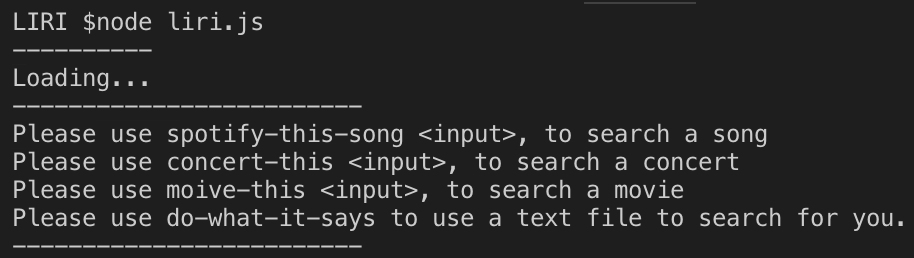 LIRI $node liri.js
----------
Loading...
-------------------------
Please use spotify-this-song <input>, to search a song
Please use concert-this <input>, to search a concert
Please use moive-this <input>, to search a movie
Please use do-what-it-says to use a text file to search for you.
-------------------------